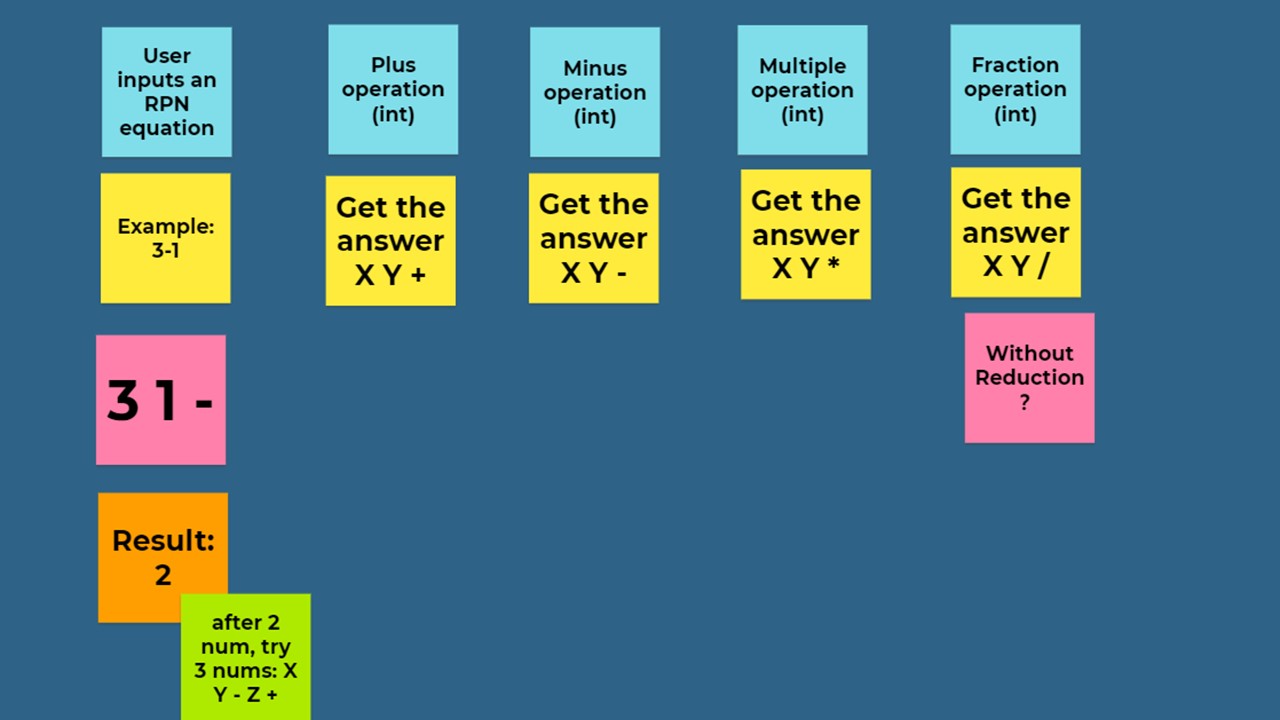 User
inputs an
RPN
equation
Plus
operation
(int)
Minus
operation
(int)
Multiple
operation
(int)
Fraction
operation
(int)
Example:
3-1
Get the
answer
X Y +
Get the
answer
X Y -
Get the
answer
X Y *
Get the
answer
X Y /
3 1 -
Without
Reduction
?
Result:
2
after 2
num, try
3 nums: X
Y - Z +